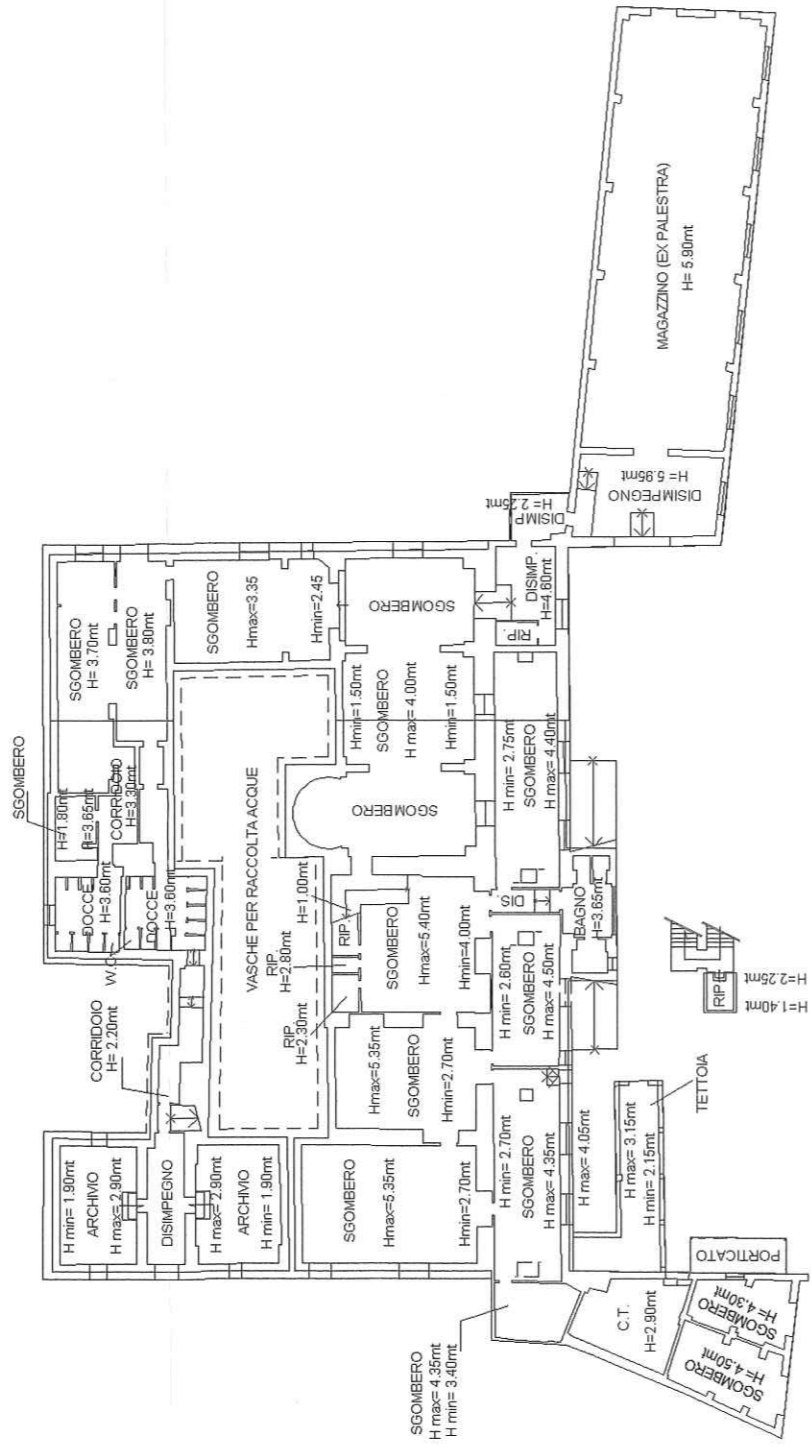 MAGAZZINO (EX PALESTRA)
H= 5.90mt
DISIMPEGNO
H= 5.95mt
DISIMP.
H= 2.25mt
DISIMP.
H=4.60mt
RIP.
SGOMBERO
H= 3.70mt
SGOMBERO
H= 3.80mt
SGOMBERO
Hmax=3.35
Hmin=2.45
SGOMBERO
Hmin=1.50mt
SGOMBERO
H max= 4.00mt
Hmin=1.50mt
SGOMBERO
H min= 2.75mt
SGOMBERO
H max= 4.40mt
SGOMBERO
H=1.80mt
H=3.65mt
CORRIDOIO
H=3.30mt
DOCCE
H=3.60mt
DOCCE
H=3.60mt
W.C.
VASCHE PER RACCOLTA ACQUE
H=1.00mt
RIP.
RIP.
H=2.80mt
RIP.
H=2.30mt
SGOMBERO
Hmax=5.40mt
Hmin=4.00mt
DIS.
BAGNO
H=3.65mt
H min= 2.60mt
SGOMBERO
H max= 4.50mt
CORRIDOIO
H= 2.20mt
Hmax=5.35mt
SGOMBERO
Hmin=2.70mt
H min= 1.90mt
ARCHIVIO
H max= 2.90mt
DISIMPEGNO
H max= 2.90mt
ARCHIVIO
H min= 1.90mt
SGOMBERO
Hmax=5.35mt
Hmin=2.70mt
H min= 2.70mt
SGOMBERO
H max= 4.35mt
H max= 4.05mt
H max= 3.15mt
H min= 2.15mt
TETTOIA
RIP.
H=2.25mt
H=1.40mt
PORTICATO
SGOMBERO
H max= 4.35mt
H min= 3.40mt
C.T.
H=2.90mt
SGOMBERO
H= 4.30mt
SGOMBERO
H= 4.50mt